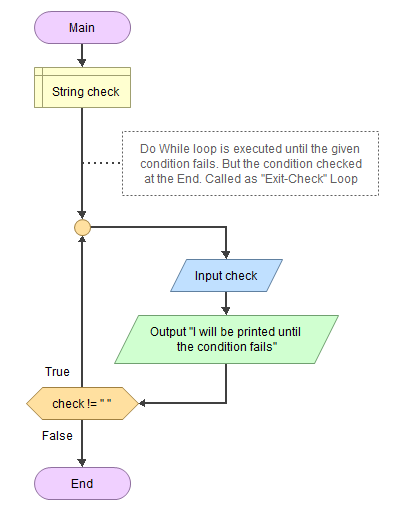 Main
String check
Do While loop is executed until the given
condition fails. But the condition checked
at the End. Called as "Exit-Check" Loop
Input check
Output "I will be printed until
the condition fails"
True
check != " "
False
End